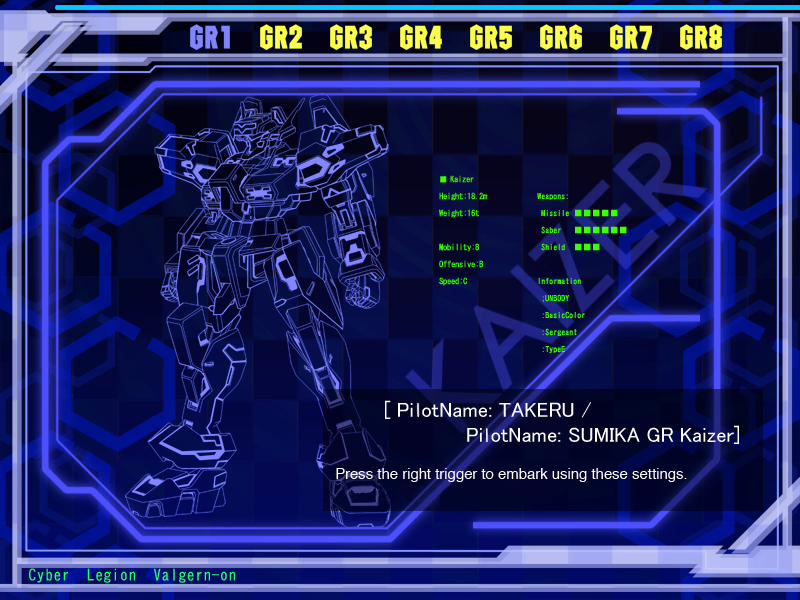 GR1 GR2 GR3 GR4 GR5 GR6 GR7 GR8
KAIZER
■ Kaizer
Height:18.2m
Weight:16t
Mobility:B
Offensive:B
Speed:C
Weapons:
Missile ■■■■■
Saber ■■■■■■
Shield ■■■
Information
:UNBODY
:BasicColor
:Sergeant
:TypeE
[ PilotName: TAKERU /
PilotName: SUMIKA GR Kaizer]
Press the right trigger to embark using these settings.
Cyber Legion Valgern-on